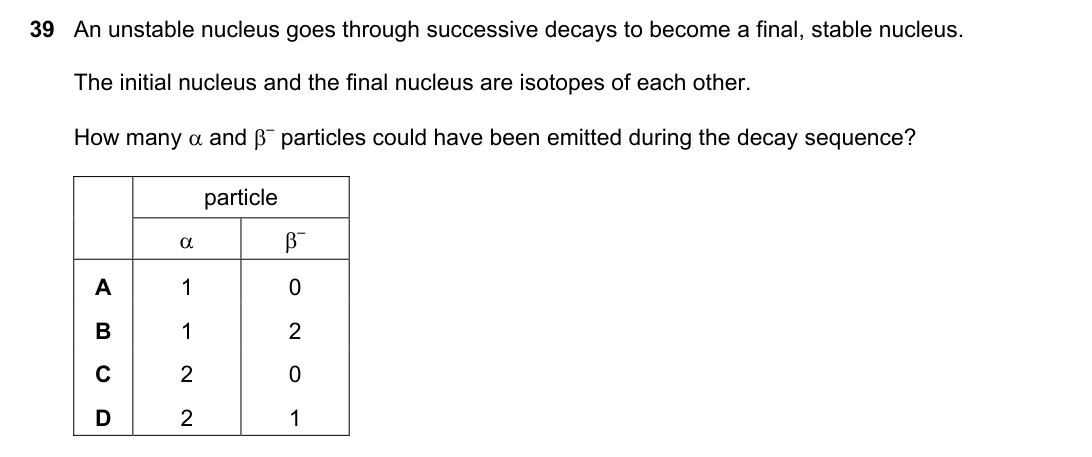 39 An unstable nucleus goes through successive decays to become a final, stable nucleus.
The initial nucleus and the final nucleus are isotopes of each other.
How many α and β⁻ particles could have been emitted during the decay sequence?
particle
α β⁻
A 1 0
B 1 2
C 2 0
D 2 1